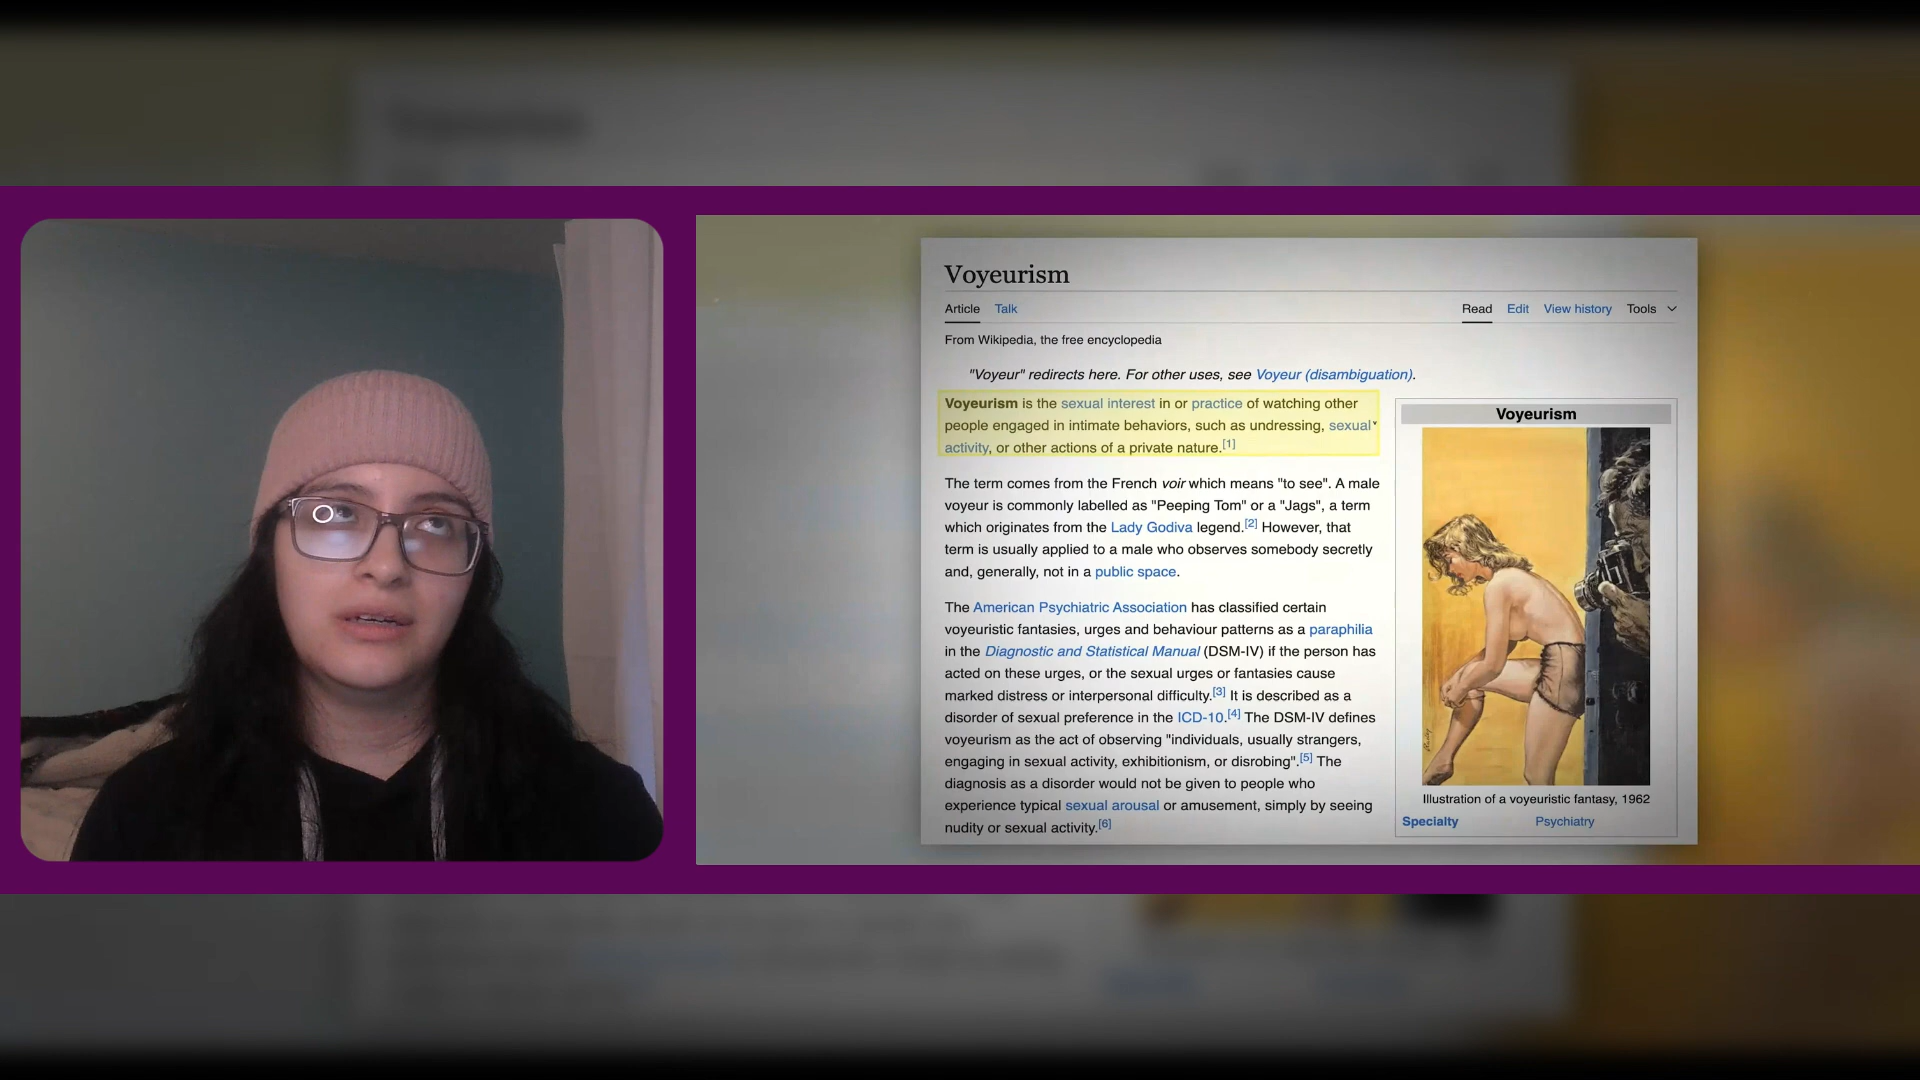 Voyeurism
Article Talk Read Edit View history Tools
From Wikipedia, the free encyclopedia
"Voyeur" redirects here. For other uses, see Voyeur (disambiguation).
Voyeurism is the sexual interest in or practice of watching other
people engaged in intimate behaviors, such as undressing, sexual
activity, or other actions of a private nature.[1]
The term comes from the French voir which means "to see". A male
voyeur is commonly labelled as "Peeping Tom" or a "Jags", a term
which originates from the Lady Godiva legend.[2] However, that
term is usually applied to a male who observes somebody secretly
and, generally, not in a public space.
The American Psychiatric Association has classified certain
voyeuristic fantasies, urges and behaviour patterns as a paraphilia
in the Diagnostic and Statistical Manual (DSM-IV) if the person has
acted on these urges, or the sexual urges or fantasies cause
marked distress or interpersonal difficulty.[3] It is described as a
disorder of sexual preference in the ICD-10.[4] The DSM-IV defines
voyeurism as the act of observing "individuals, usually strangers,
engaging in sexual activity, exhibitionism, or disrobing".[5] The
diagnosis as a disorder would not be given to people who
experience typical sexual arousal or amusement, simply by seeing
nudity or sexual activity.[6]
Voyeurism
Illustration of a voyeuristic fantasy, 1962
Specialty Psychiatry